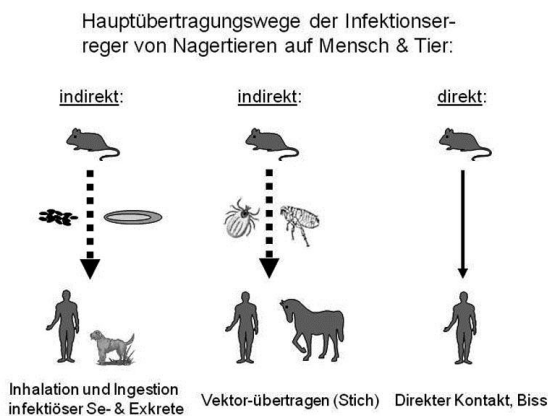 Hauptübertragungswege der Infektionser-
reger von Nagertieren auf Mensch & Tier:
indirekt:
indirekt:
direkt:
Inhalation und Ingestion
infektiöser Se- & Exkrete
Vektor-übertragen (Stich)
Direkter Kontakt, Biss